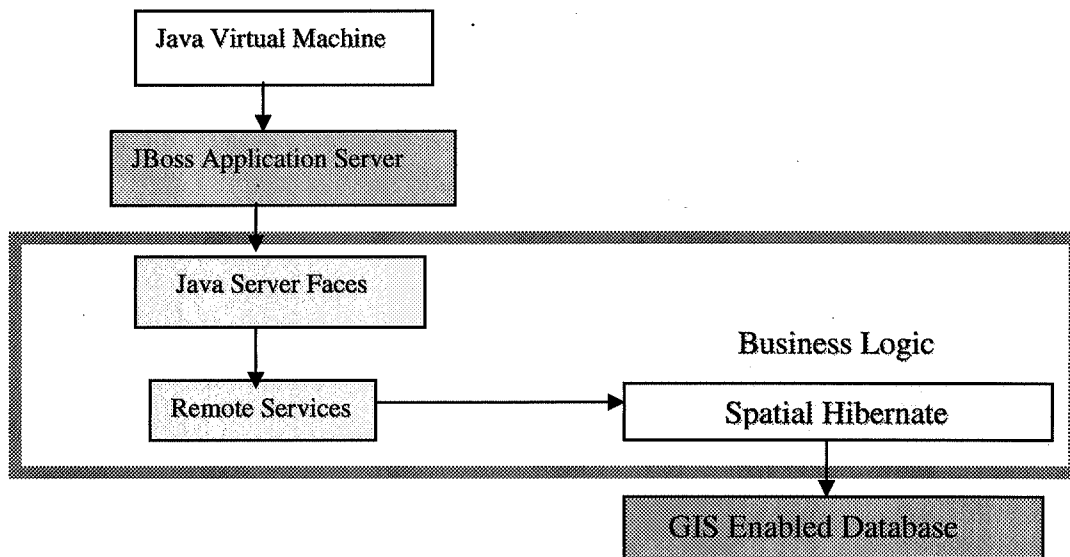 Java Virtual Machine
JBoss Application Server
Java Server Faces
Business Logic
Remote Services
Spatial Hibernate
GIS Enabled Database